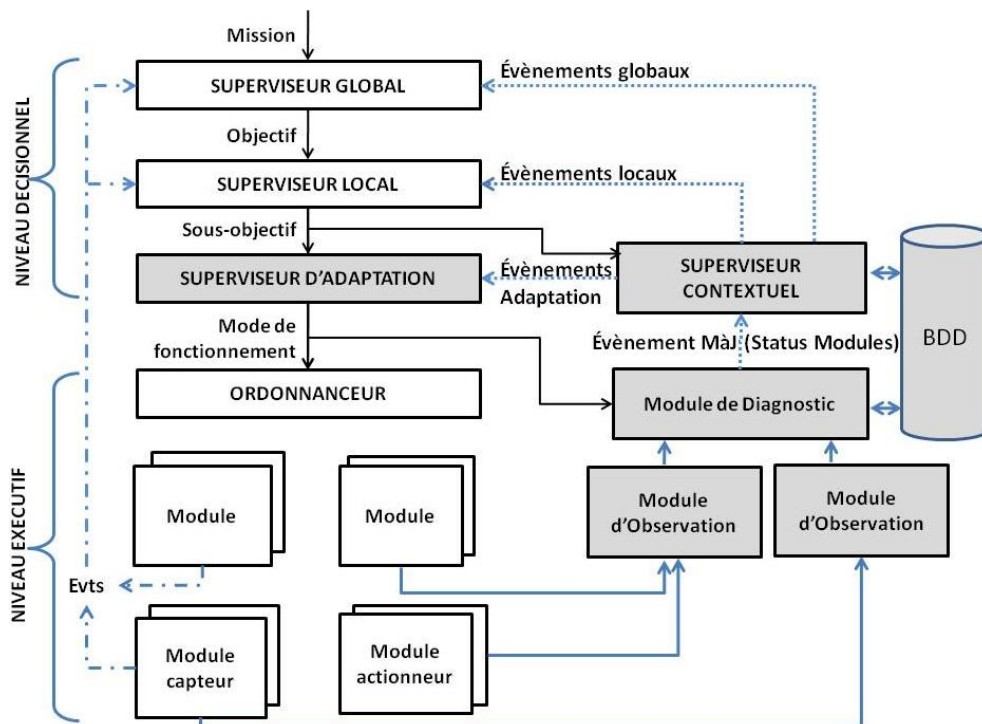 Mission
SUPERVISEUR GLOBAL
Évènements globaux
Objectif
SUPERVISEUR LOCAL
Évènements locaux
Sous-objectif
SUPERVISEUR D'ADAPTATION
Évènements
Adaptation
SUPERVISEUR
CONTEXTUEL
BDD
Mode de
fonctionnement
Évènement MàJ (Status Modules)
ORDONNANCEUR
Module de Diagnostic
Module
Module
Module
d'Observation
Module
d'Observation
Evts
Module
capteur
Module
actionneur
NIVEAU DECISIONNEL
NIVEAU EXECUTIF